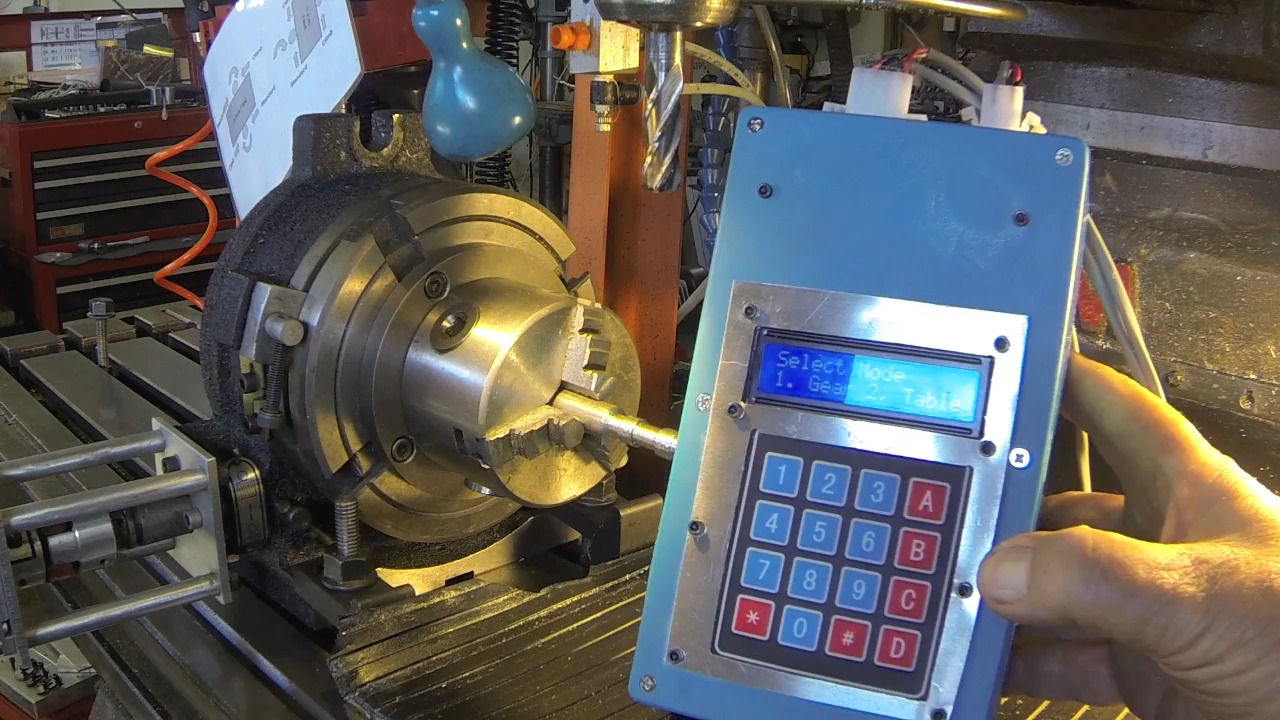 Select Mode
1. Gear 2. Table
1 2 3 A
4 5 6 B
7 8 9 C
* 0 # D